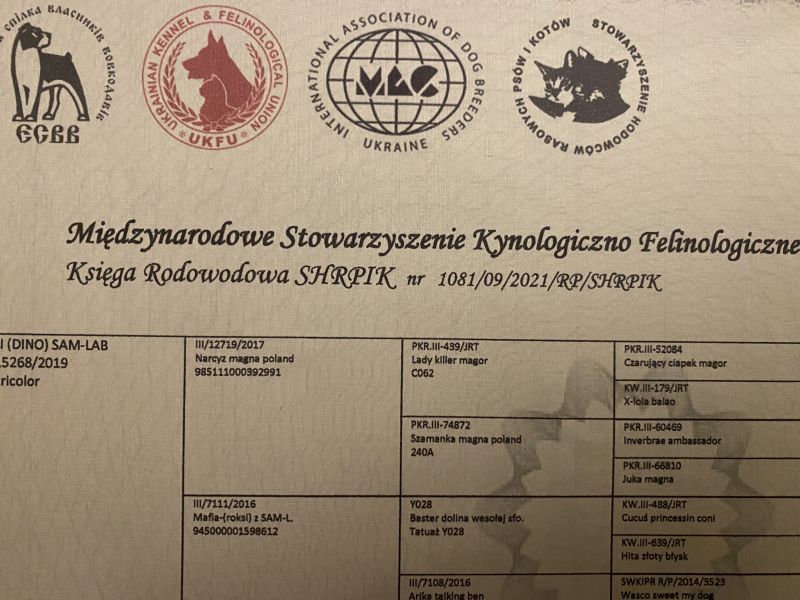 СПІЛКА ВЛАСНИКІВ ВОВКОДАВІВ
ЄСВВ
UKRAINIAN KENNEL & FELINOLOGICAL UNION
* UKFU *
INTERNATIONAL ASSOCIATION OF DOG BREEDERS
UKRAINE
STOWARZYSZENIE HODOWCÓW RASOWYCH PSÓW I KOTÓW
Międzynarodowe Stowarzyszenie Kynologiczno Felinologiczne
Księga Rodowodowa SHRPIK nr 1081/09/2021/RP/SHRPIK
I (DINO) SAM-LAB
15268/2019
tricolor
III/12719/2017
Narcyz magna poland
985111000392991
III/7111/2016
Mafia-(roksi) z SAM-L.
945000001598612
PKR.III-439/JRT
Lady killer magor
C062
PKR.III-74872
Szamanka magna poland
240A
Y028
Baster dolina wesołej sfo.
Tatuaż Y028
III/7108/2016
Arika talking ben
PKR.III-52084
Czarujący ciapek magor
KW.III-179/JRT
X-lola balao
PKR.III-60469
Inverbrae ambassador
PKR.III-66810
Juka magna
KW.III-488/JRT
Cucuś princessin coni
KW.III-639/JRT
Hita złoty błysk
SWKIPR R/P/2014/3523
Wasco sweet my dog